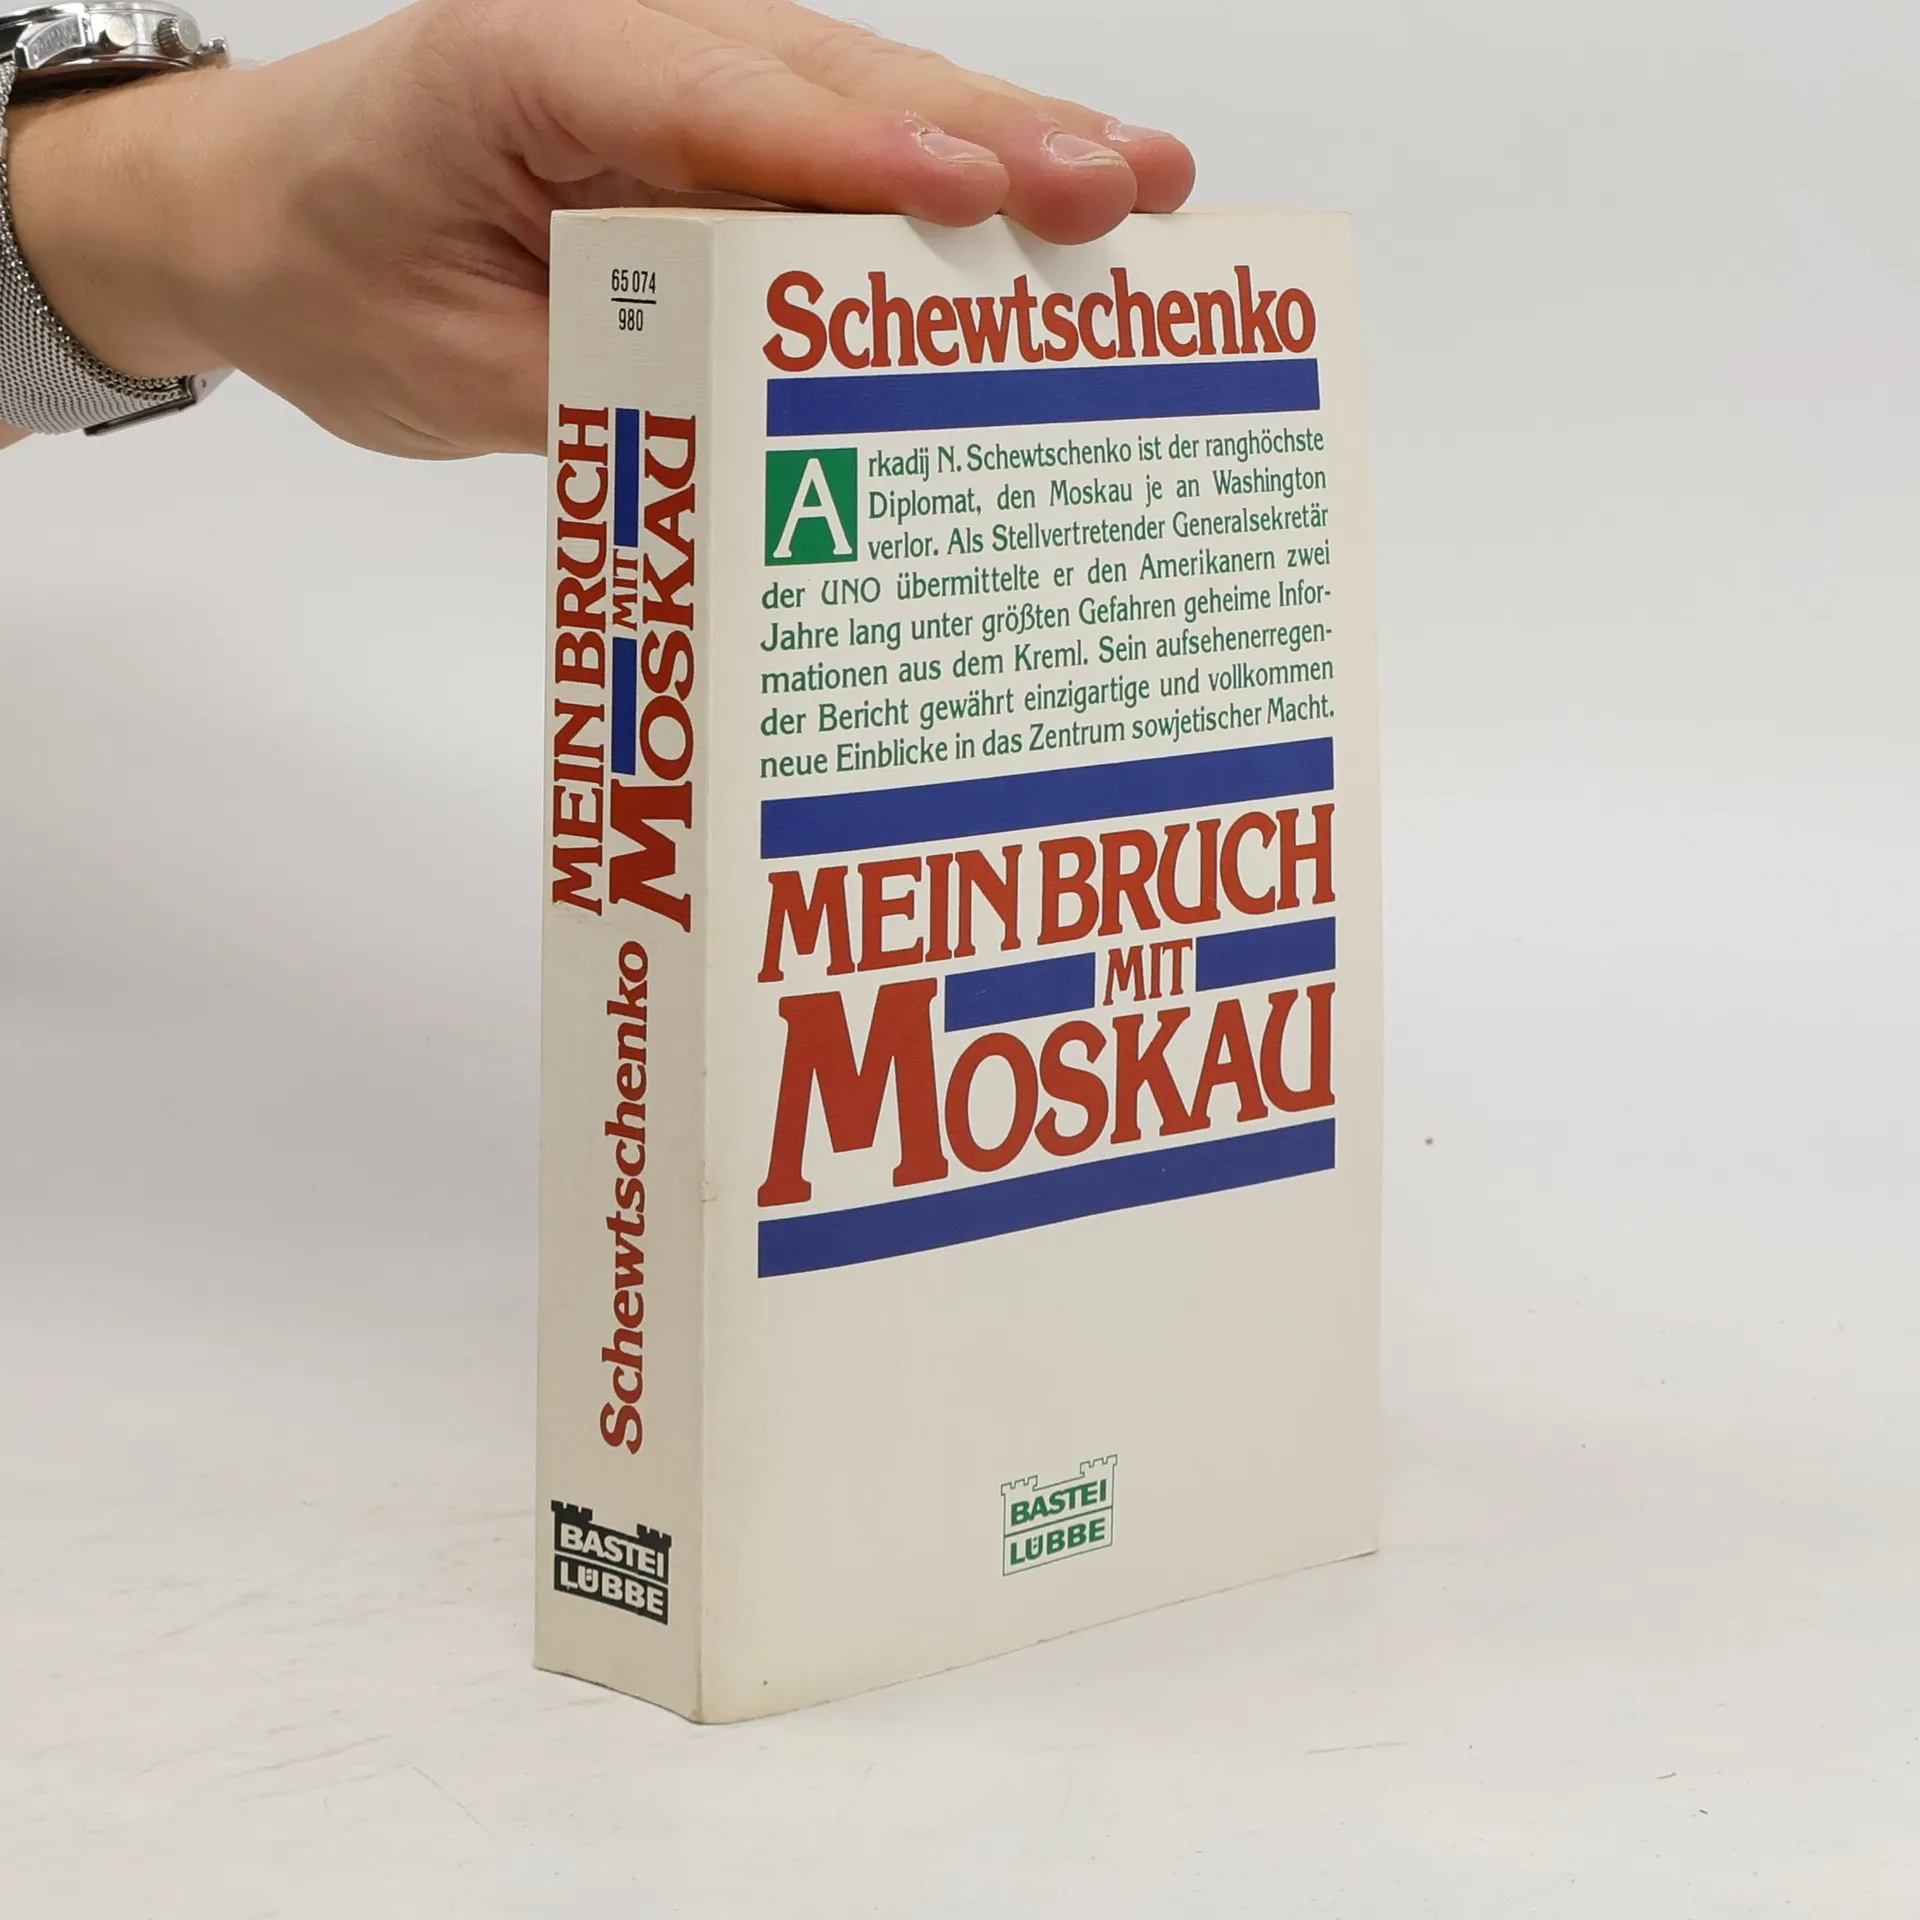 65 074
980
MEIN BRUCH
MIT
MOSKAU
Schewtschenko
BASTEI
LÜBBE
Schewtschenko
Arkadij N. Schewtschenko ist der ranghöchste
Diplomat, den Moskau je an Washington
verlor. Als Stellvertretender Generalsekretär
der UNO übermittelte er den Amerikanern zwei
Jahre lang unter größten Gefahren geheime Infor-
mationen aus dem Kreml. Sein aufsehenerregen-
der Bericht gewährt einzigartige und vollkommen
neue Einblicke in das Zentrum sowjetischer Macht.
MEIN BRUCH
MIT
MOSKAU
BASTEI
LÜBBE